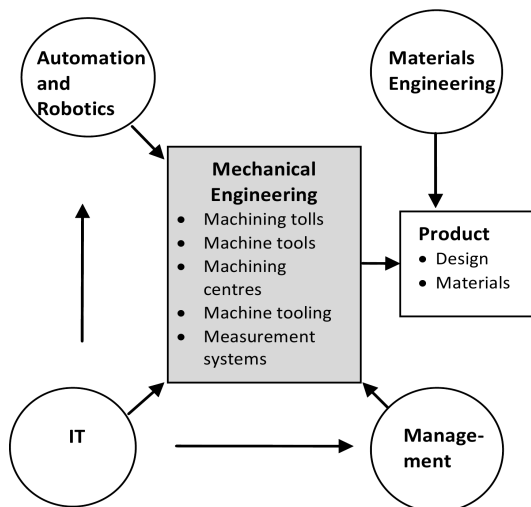 Automation
and
Robotics
Materials
Engineering
Mechanical
Engineering
• Machining tolls
• Machine tools
• Machining
centres
• Machine tooling
• Measurement
systems
Product
• Design
• Materials
IT
Manage-
ment